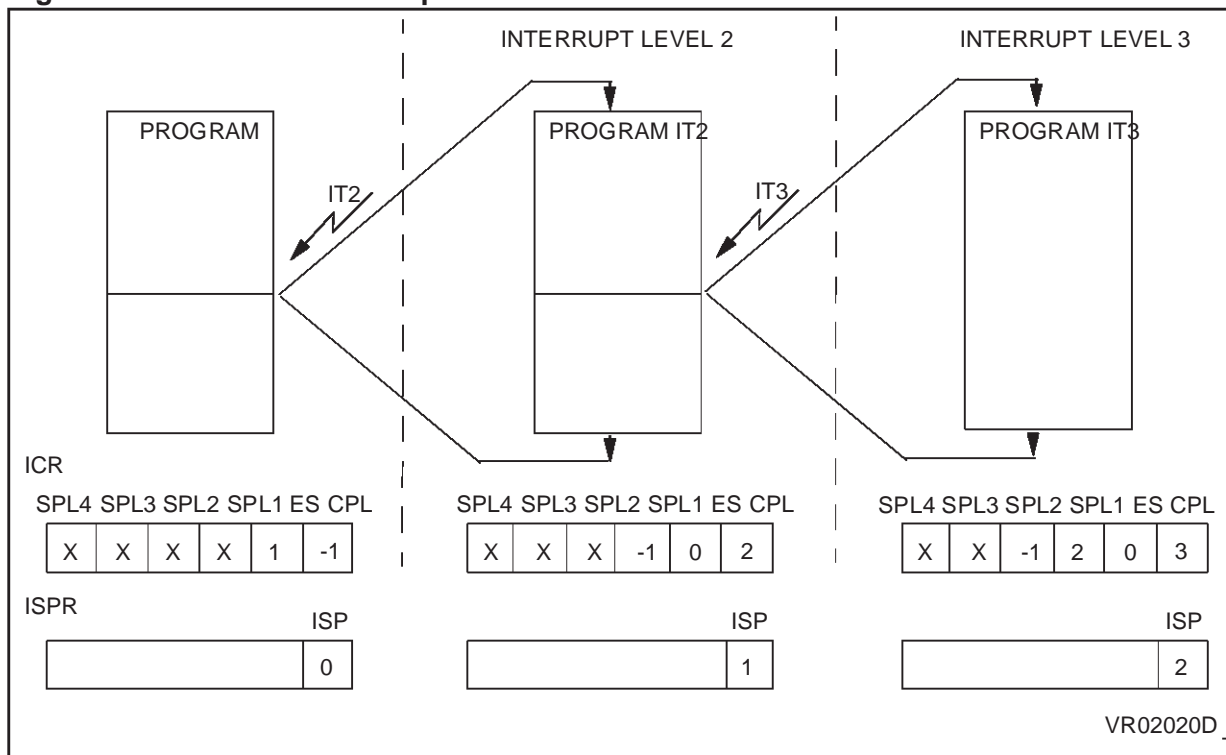 INTERRUPT LEVEL 2
INTERRUPT LEVEL 3
PROGRAM
PROGRAM IT2
PROGRAM IT3
IT2
IT3
ICR
SPL4 SPL3 SPL2 SPL1 ES CPL
X X X X 1 -1
SPL4 SPL3 SPL2 SPL1 ES CPL
X X X -1 0 2
SPL4 SPL3 SPL2 SPL1 ES CPL
X X -1 2 0 3
ISPR
ISP
0
ISP
1
ISP
2
VR02020D_